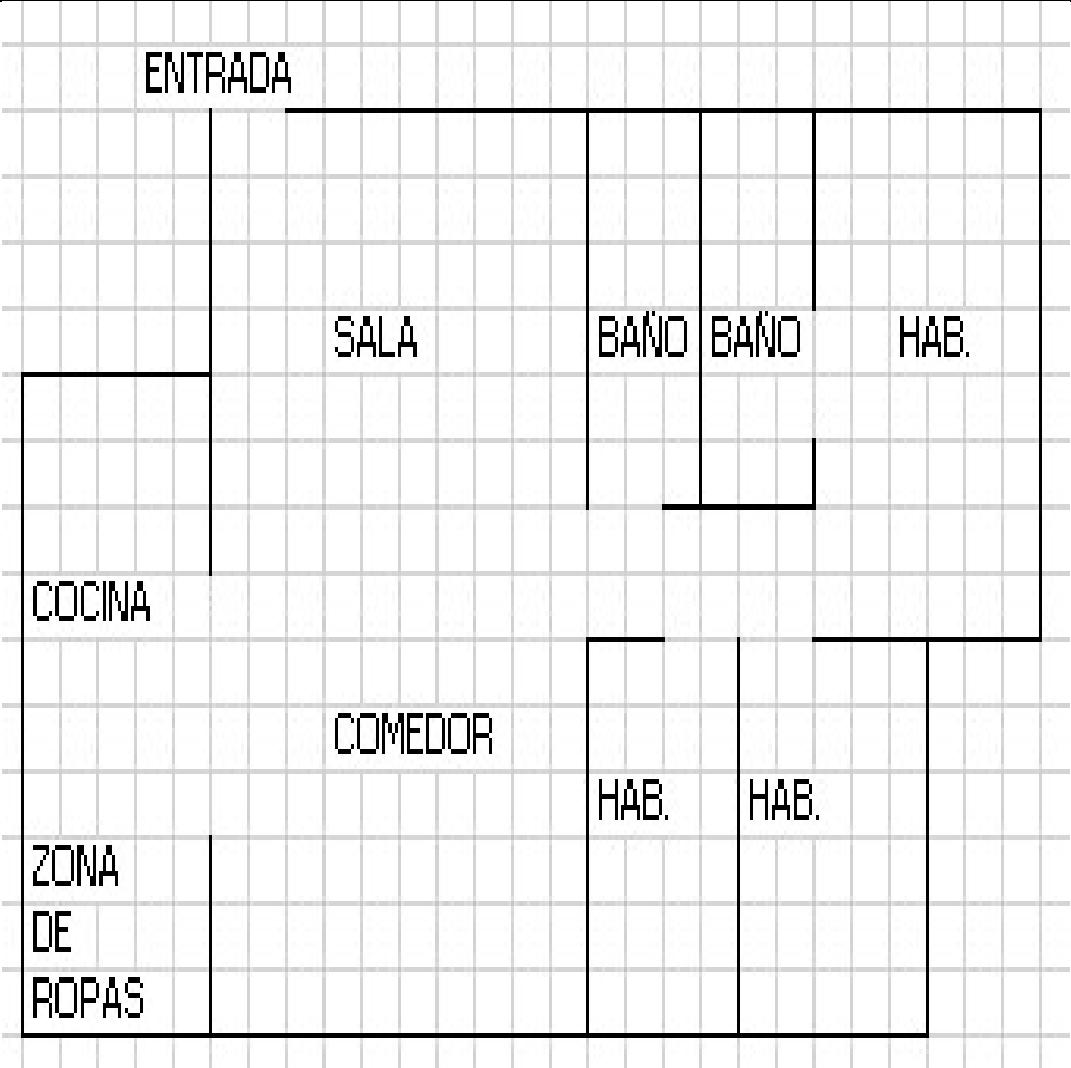 ENTRADA
SALA
BAÑO
BAÑO
HAB.
COCINA
COMEDOR
HAB.
HAB.
ZONA
DE
ROPAS